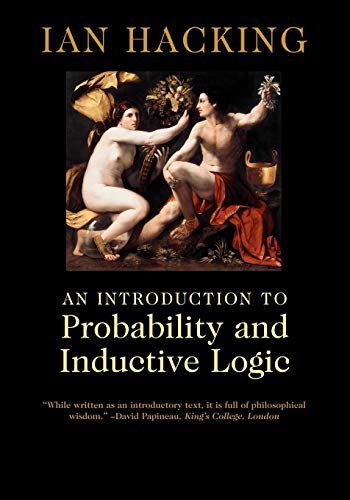 IAN HACKING
AN INTRODUCTION TO
Probability and
Inductive Logic
“While written as an introductory text, it is full of philosophical
wisdom.” –David Papineau, King's College, London